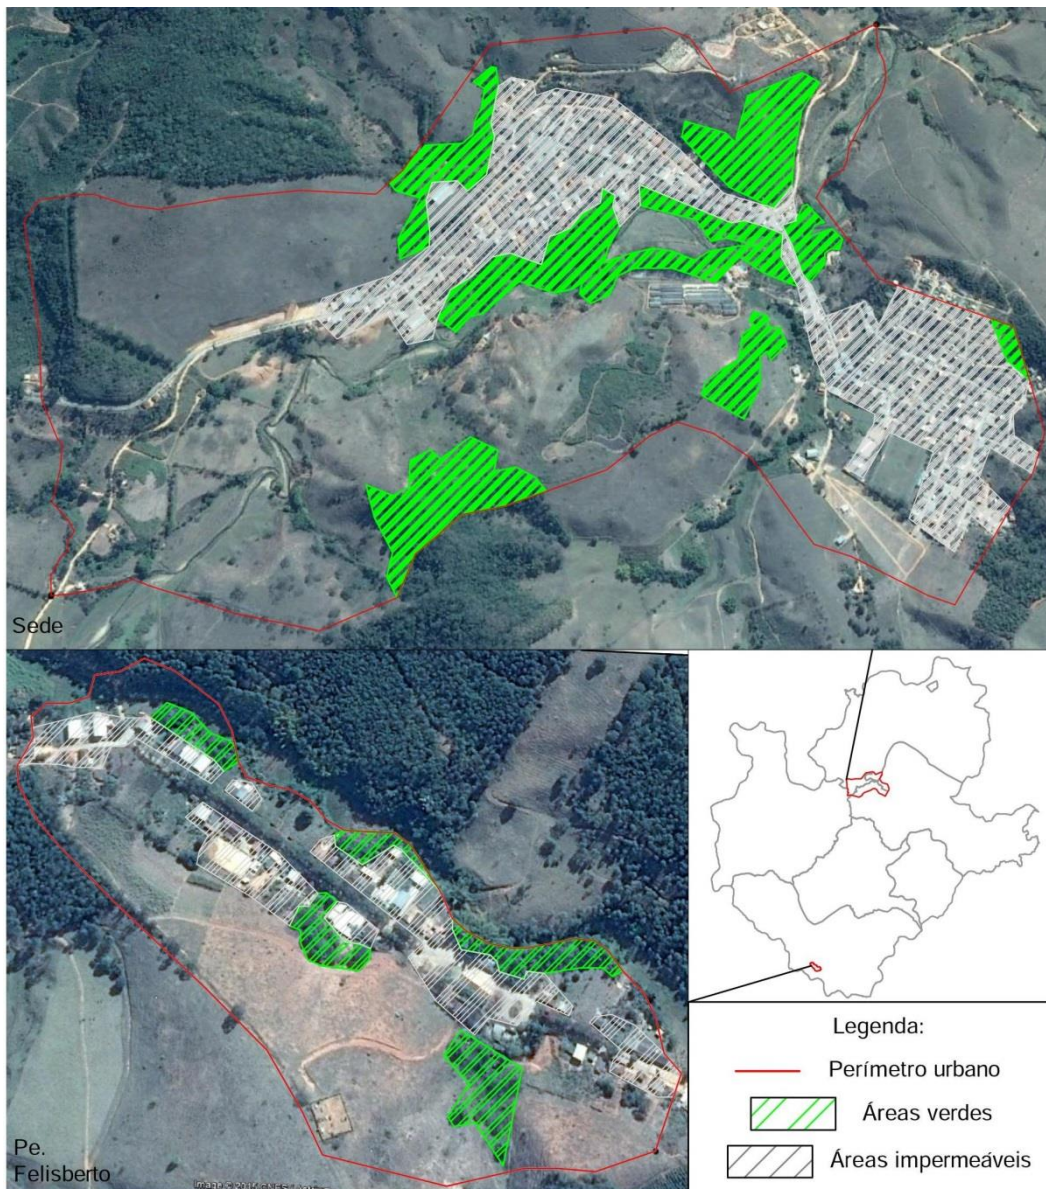 Sede
Pe.
Felisberto
Legenda:
Perímetro urbano
Áreas verdes
Áreas impermeáveis